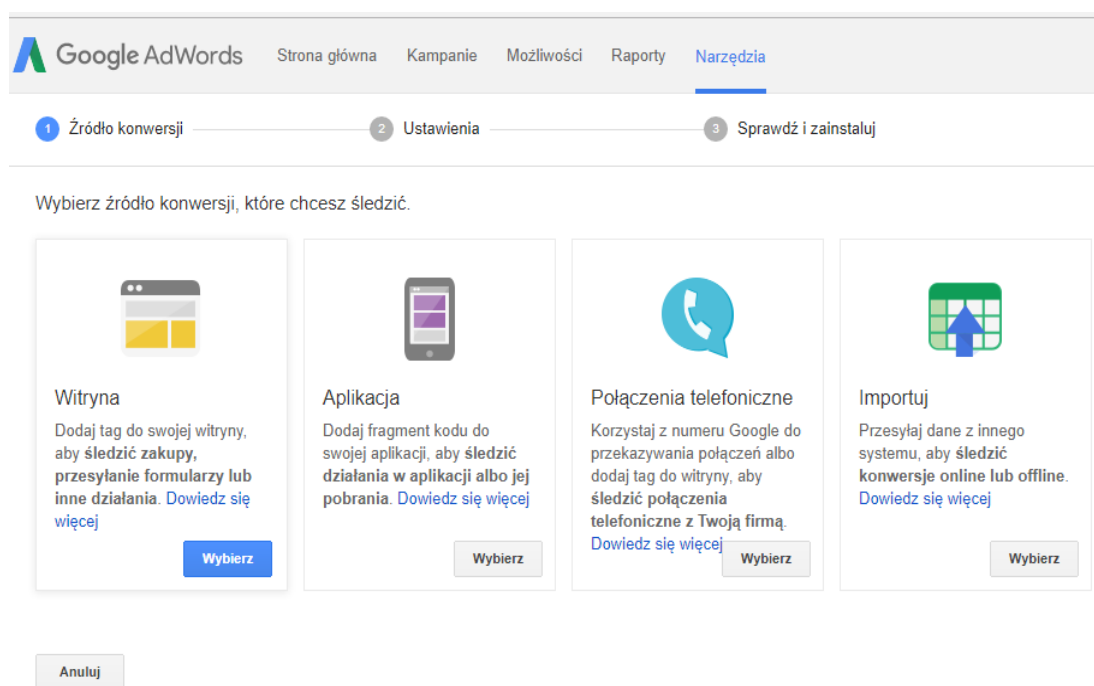 Google AdWords Strona główna Kampanie Możliwości Raporty Narzędzia
1 Źródło konwersji 2 Ustawienia 3 Sprawdź i zainstaluj
Wybierz źródło konwersji, które chcesz śledzić.
Witryna
Dodaj tag do swojej witryny,
aby śledzić zakupy,
przesyłanie formularzy lub
inne działania. Dowiedz się
więcej
Wybierz
Aplikacja
Dodaj fragment kodu do
swojej aplikacji, aby śledzić
działania w aplikacji albo jej
pobrania. Dowiedz się więcej
Wybierz
Połączenia telefoniczne
Korzystaj z numeru Google do
przekazywania połączeń albo
dodaj tag do witryny, aby
śledzić połączenia
telefoniczne z Twoją firmą.
Dowiedz się więcej
Wybierz
Importuj
Przesyłaj dane z innego
systemu, aby śledzić
konwersje online lub offline.
Dowiedz się więcej
Wybierz
Anuluj